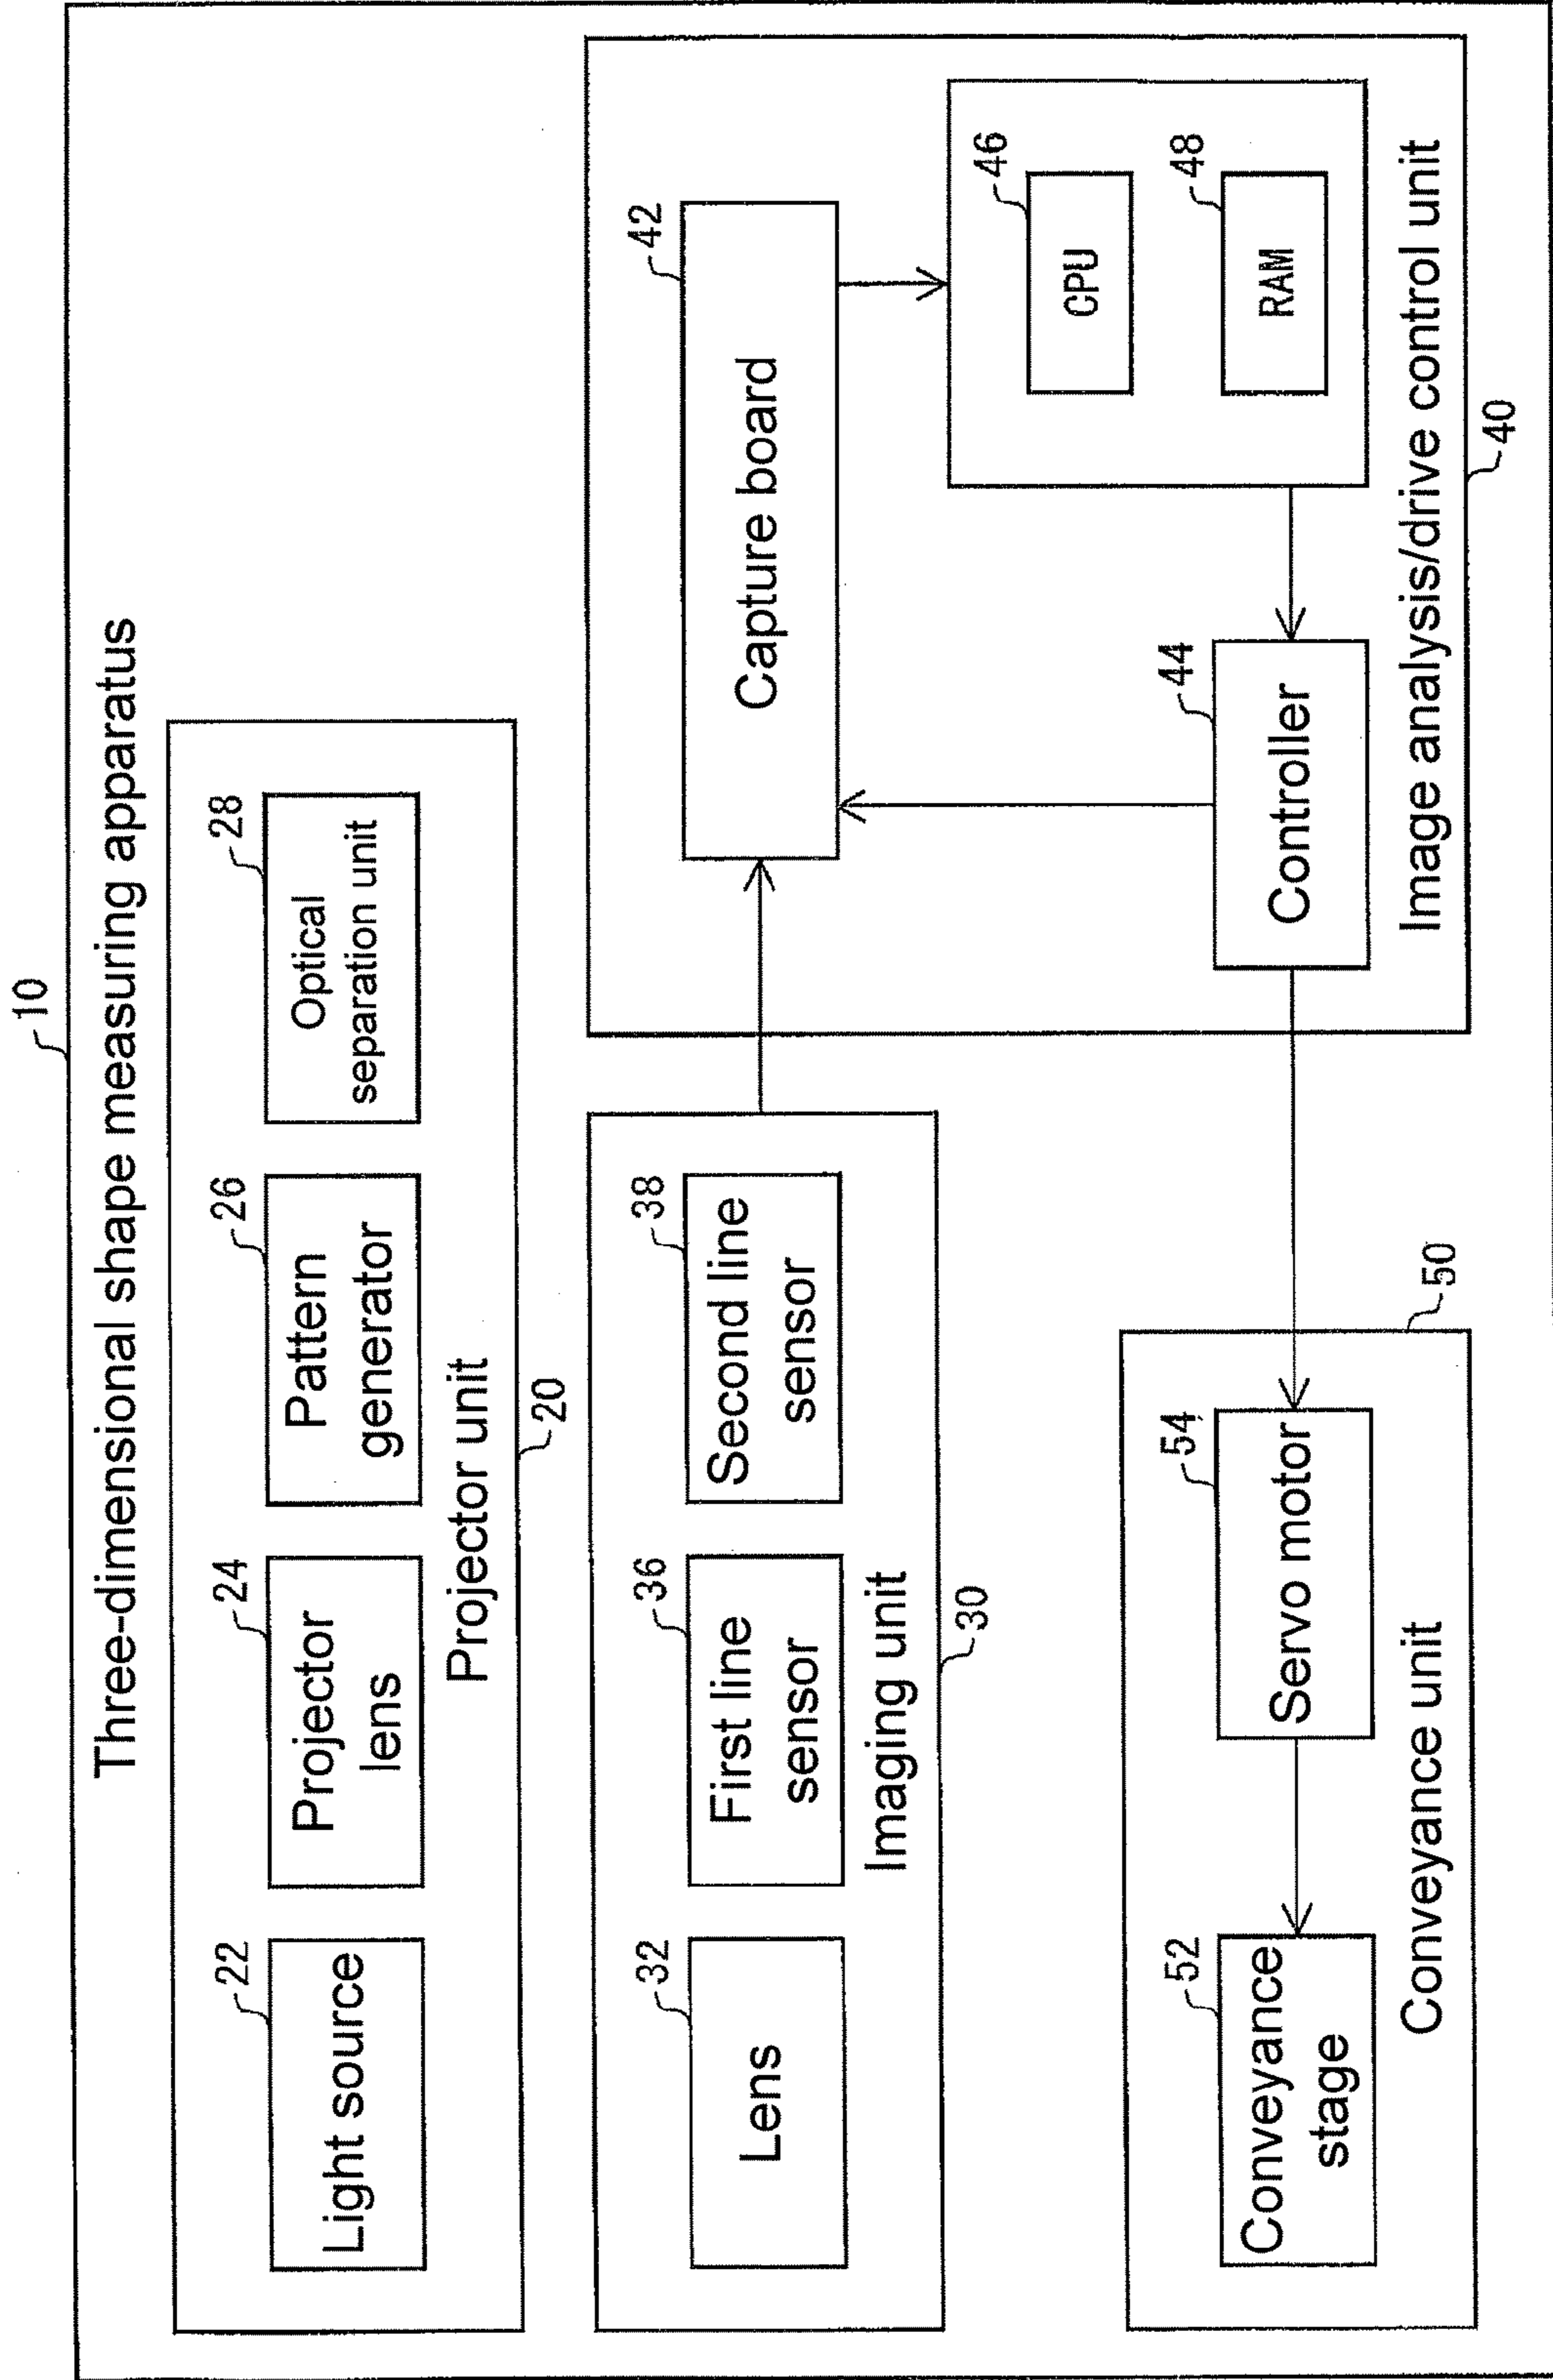 10
Three-dimensional shape measuring apparatus
22
24
26
28
Light source
Projector
lens
Pattern
generator
Optical
separation unit
Projector unit
20
32
36
38
Lens
First line
sensor
Second line
sensor
Imaging unit
30
42
Capture board
46
CPU
48
RAM
44
Controller
Image analysis/drive control unit
40
52
54
50
Conveyance
stage
Servo motor
Conveyance unit